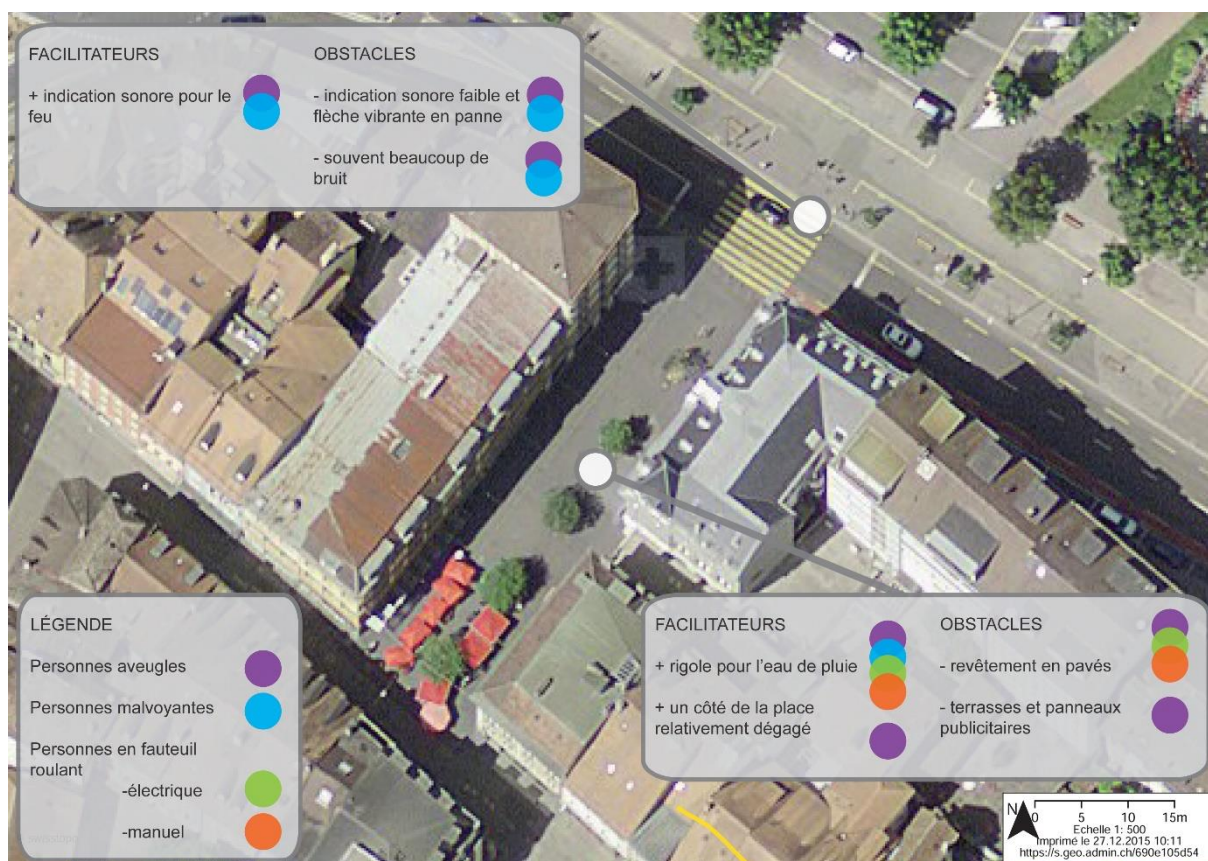 FACILITATEURS
+ indication sonore pour le
feu
OBSTACLES
- indication sonore faible et
flèche vibrante en panne
- souvent beaucoup de
bruit
LÉGENDE
Personnes aveugles
Personnes malvoyantes
Personnes en fauteuil
roulant
-électrique
-manuel
FACILITATEURS
+ rigole pour l'eau de pluie
+ un côté de la place
relativement dégagé
OBSTACLES
- revêtement en pavés
- terrasses et panneaux
publicitaires
N
0 5 10 15m
Echelle 1: 500
Imprimé le 27.12.2015 10:11
https://s.geo.admin.ch/690e105d54